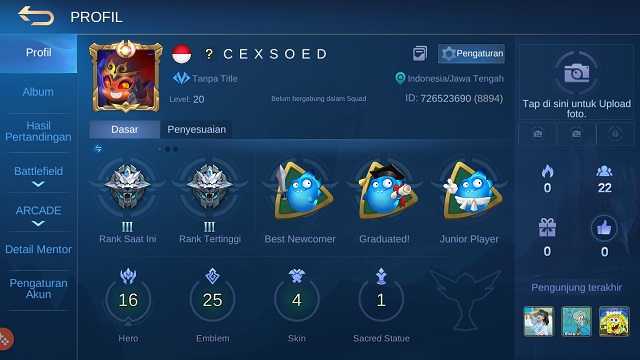 PROFIL
Profil
Album
Hasil
Pertandingan
Battlefield
ARCADE
Detail Mentor
Pengaturan
Akun
? C E X S O E D
Pengaturan
Tanpa Title
Indonesia/Jawa Tengah
Level: 20
Belum bergabung dalam Squad
ID: 726523690 (8894)
Dasar
Penyesuaian
III
Rank Saat Ini
III
Rank Tertinggi
Best Newcomer
Graduated!
Junior Player
16
Hero
25
Emblem
4
Skin
1
Sacred Statue
Tap di sini untuk Upload
foto.
0
22
0
0
Pengunjung terakhir